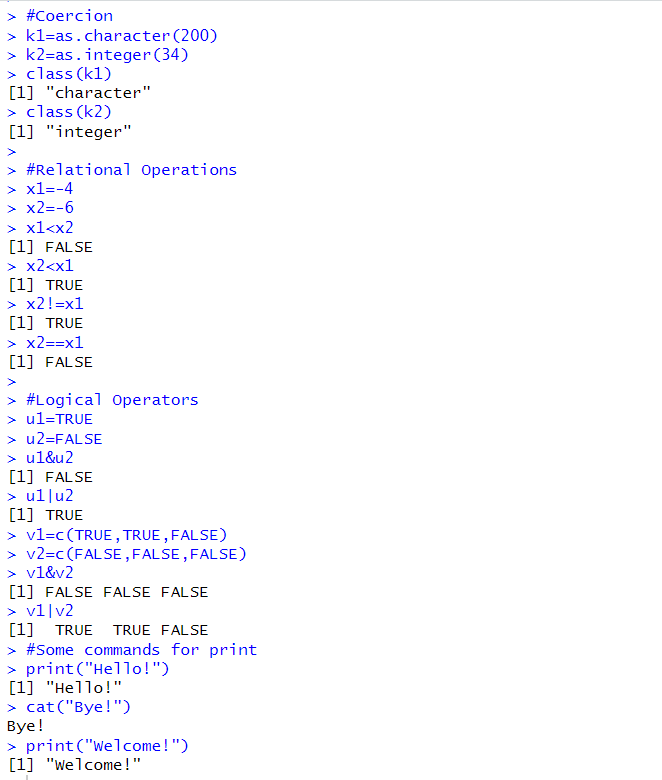 > #Coercion
> k1=as.character(200)
> k2=as.integer(34)
> class(k1)
[1] "character"
> class(k2)
[1] "integer"
>
> #Relational Operations
> x1=-4
> x2=-6
> x1<x2
[1] FALSE
> x2<x1
[1] TRUE
> x2!=x1
[1] TRUE
> x2==x1
[1] FALSE
>
> #Logical Operators
> u1=TRUE
> u2=FALSE
> u1&u2
[1] FALSE
> u1|u2
[1] TRUE
> v1=c(TRUE,TRUE,FALSE)
> v2=c(FALSE,FALSE,FALSE)
> v1&v2
[1] FALSE FALSE FALSE
> v1|v2
[1]  TRUE  TRUE FALSE
> #Some commands for print
> print("Hello!")
[1] "Hello!"
> cat("Bye!")
Bye!
> print("Welcome!")
[1] "Welcome!"